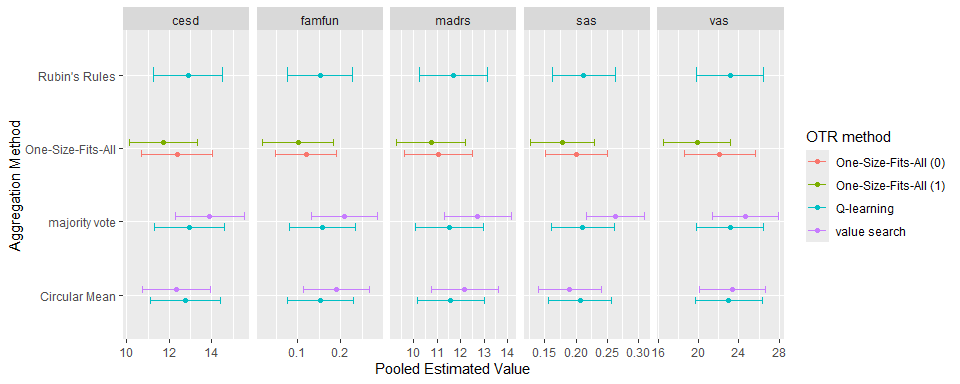 cesd famfun madrs sas vas
Aggregation Method
Rubin's Rules
One-Size-Fits-All
majority vote
Circular Mean
10 12 14 0.1 0.2 10 11 12 13 14 0.15 0.20 0.25 0.30 16 20 24 28
Pooled Estimated Value
OTR method
One-Size-Fits-All (0)
One-Size-Fits-All (1)
Q-learning
value search